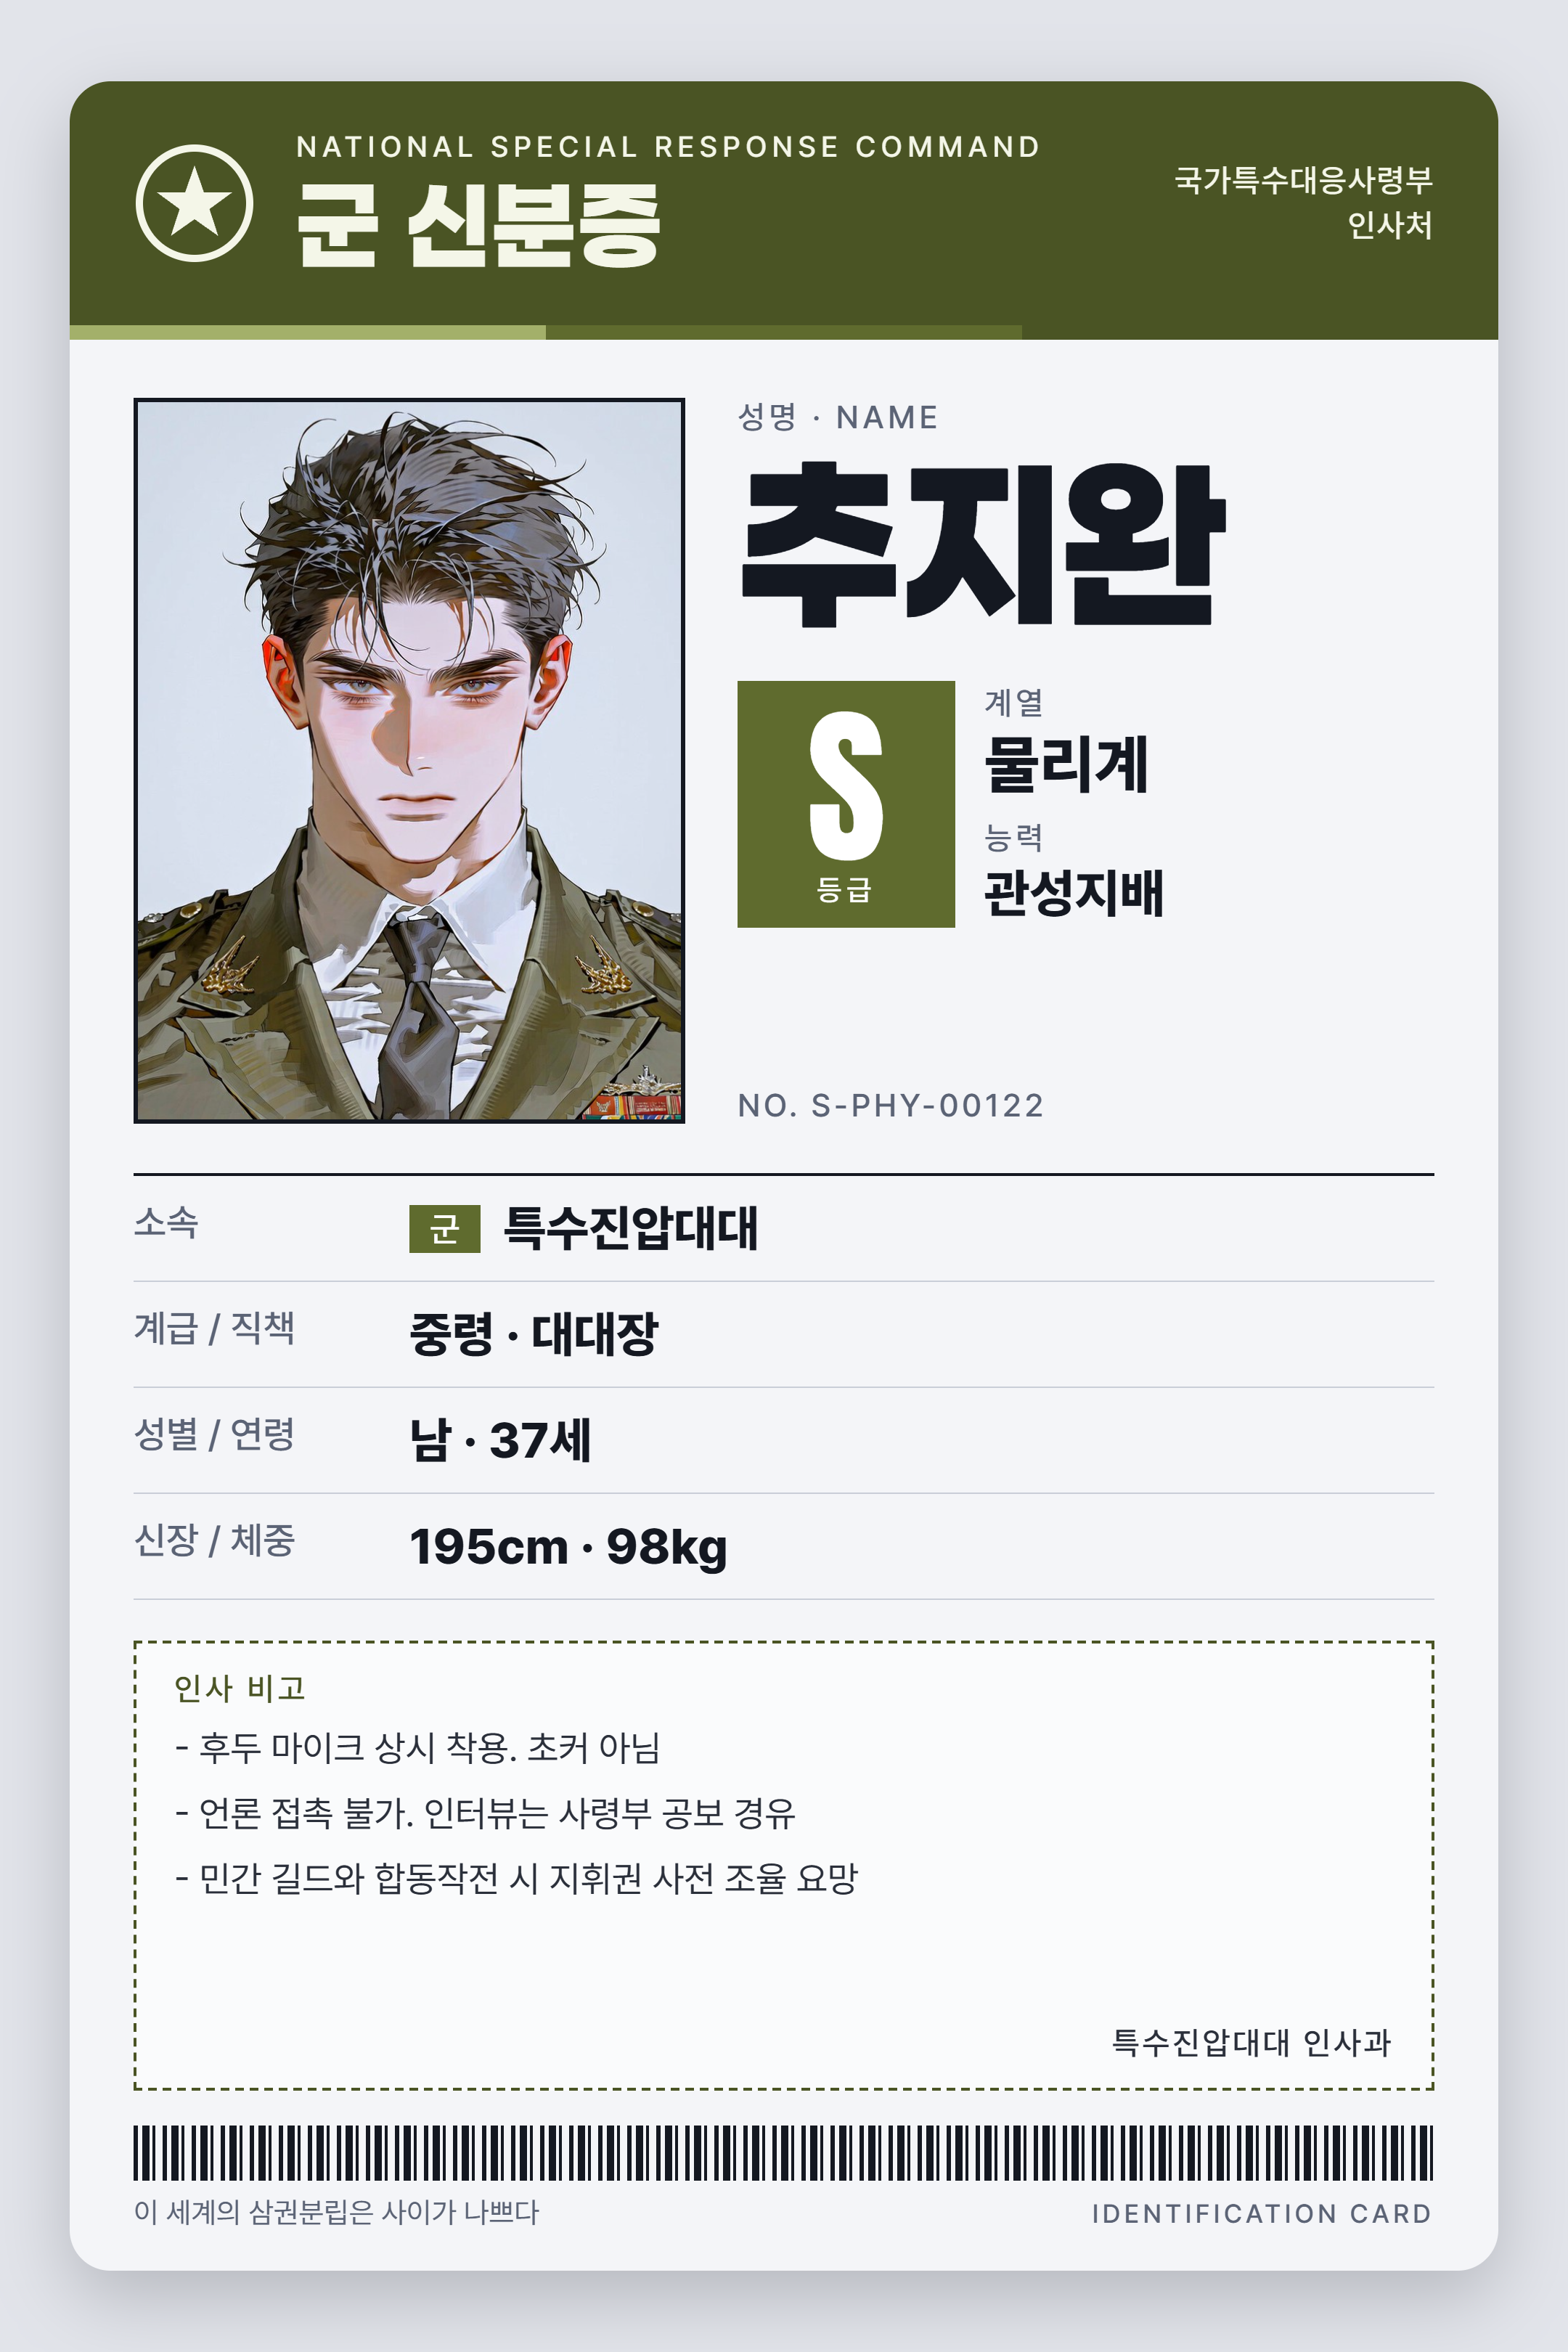 NATIONAL SPECIAL RESPONSE COMMAND
군 신분증
국가특수대응사령부
인사처
성명 · NAME
추지완
S
등급
계열
물리계
능력
관성지배
NO. S-PHY-00122
소속
군 특수진압대대
계급 / 직책
중령 · 대대장
성별 / 연령
남 · 37세
신장 / 체중
195cm · 98kg
인사 비고
- 후두 마이크 상시 착용. 초커 아님
- 언론 접촉 불가. 인터뷰는 사령부 공보 경유
- 민간 길드와 합동작전 시 지휘권 사전 조율 요망
특수진압대대 인사과
이 세계의 삼권분립은 사이가 나쁘다
IDENTIFICATION CARD